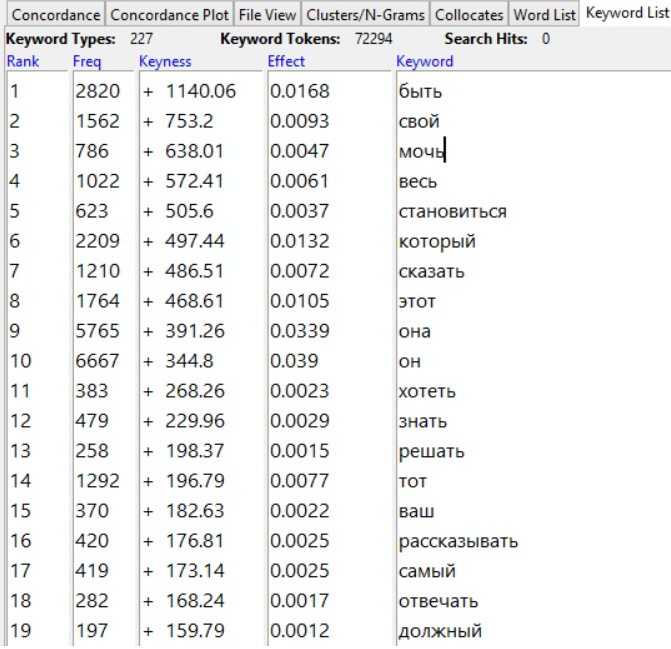 Concordance Concordance Plot File View Clusters/N-Grams Collocates Word List Keyword List
Keyword Types: 227 Keyword Tokens: 72294 Search Hits: 0
Rank Freq Keyness Effect Keyword
1 2820 + 1140.06 0.0168 быть
2 1562 + 753.2 0.0093 свой
3 786 + 638.01 0.0047 мочь
4 1022 + 572.41 0.0061 весь
5 623 + 505.6 0.0037 становиться
6 2209 + 497.44 0.0132 который
7 1210 + 486.51 0.0072 сказать
8 1764 + 468.61 0.0105 этот
9 5765 + 391.26 0.0339 она
10 6667 + 344.8 0.039 он
11 383 + 268.26 0.0023 хотеть
12 479 + 229.96 0.0029 знать
13 258 + 198.37 0.0015 решать
14 1292 + 196.79 0.0077 тот
15 370 + 182.63 0.0022 ваш
16 420 + 176.81 0.0025 рассказывать
17 419 + 173.14 0.0025 самый
18 282 + 168.24 0.0017 отвечать
19 197 + 159.79 0.0012 должный